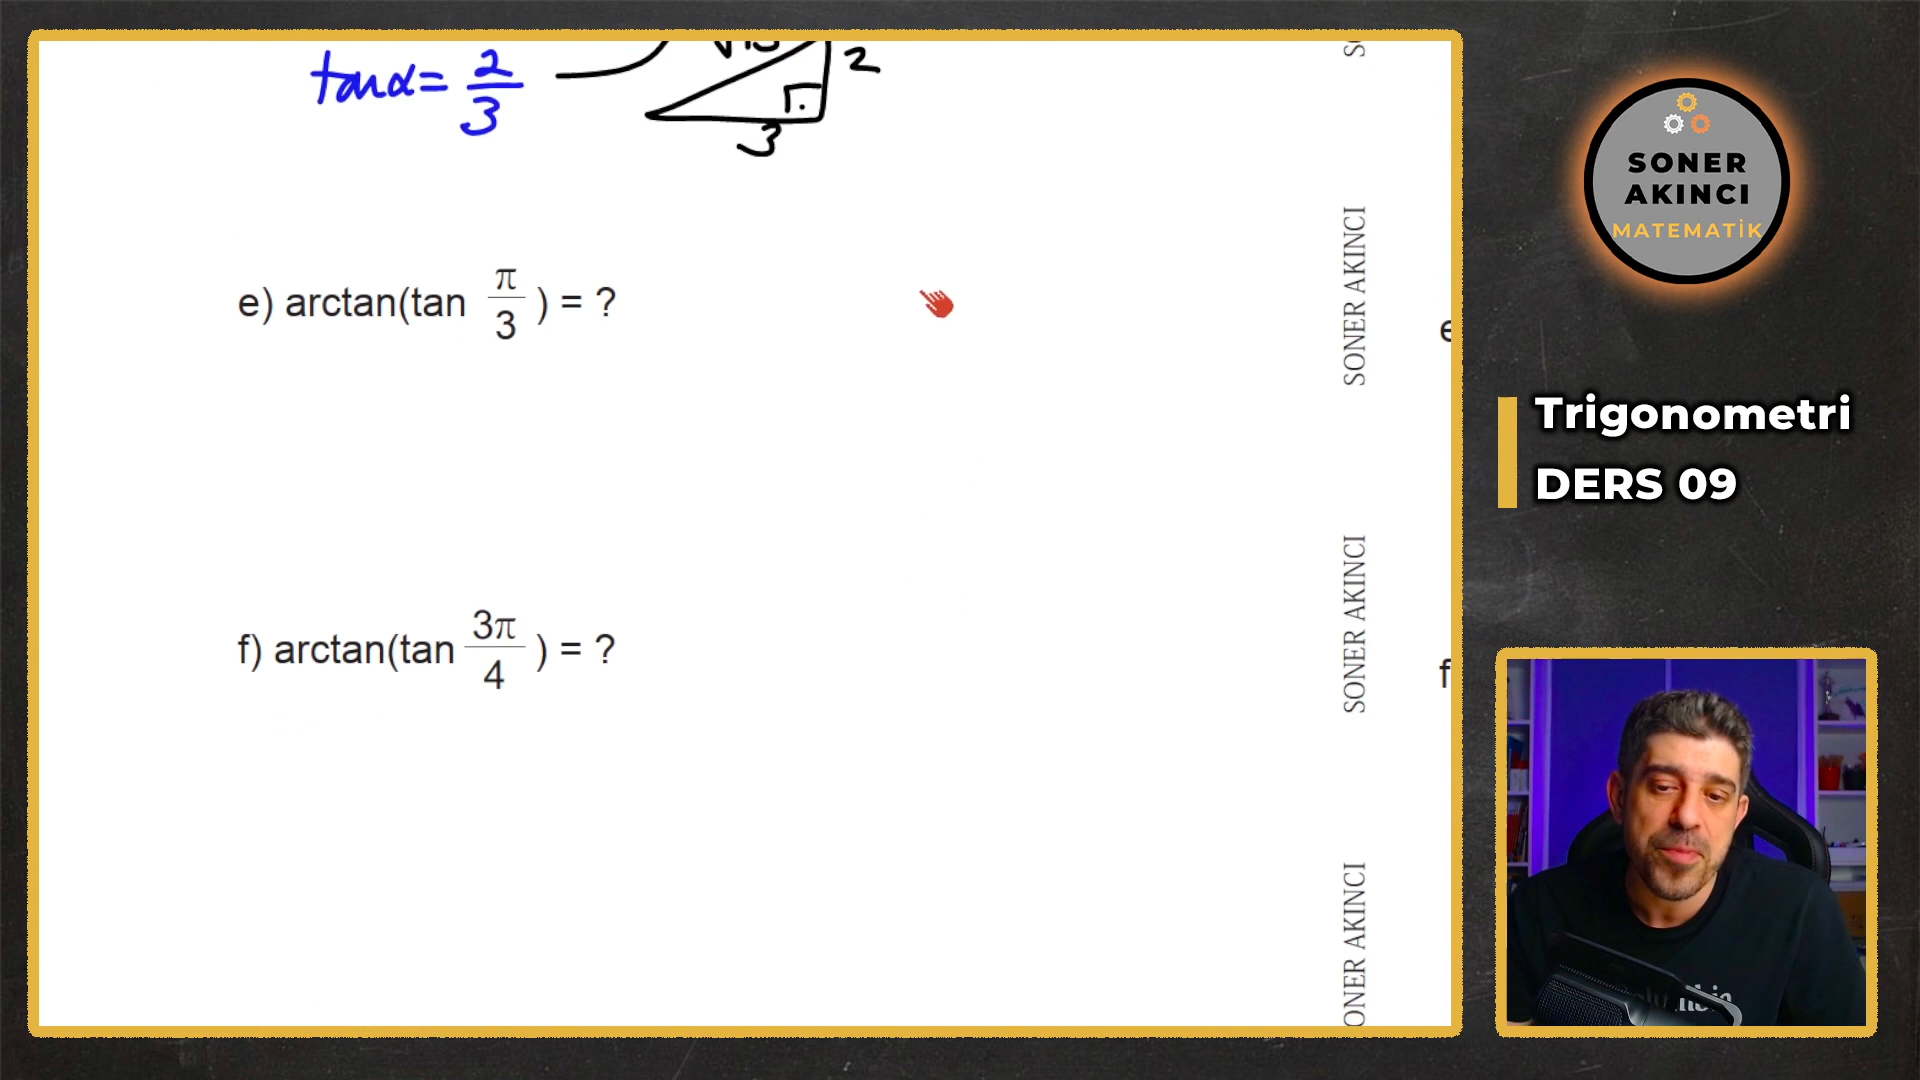 tanα = 2/3
2
3
e) arctan(tan π/3 ) = ?
f) arctan(tan 3π/4 ) = ?
SONER AKINCI
SONER AKINCI
ONER AKINCI
e
f
SONER
AKINCI
MATEMATİK
Trigonometri
DERS 09